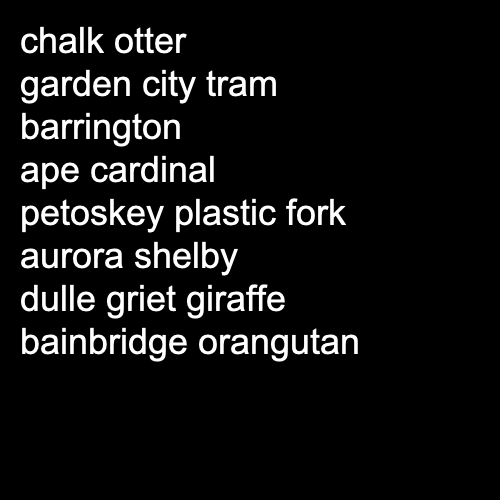 chalk otter
garden city tram
barrington
ape cardinal
petoskey plastic fork
aurora shelby
dulle griet giraffe
bainbridge orangutan